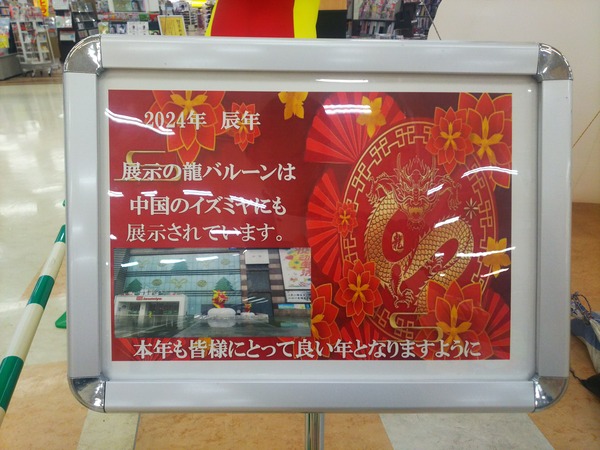 2024年 辰年
展示の龍バルーンは
中国のイズミヤにも
展示されています。
本年も皆様にとって良い年となりますように